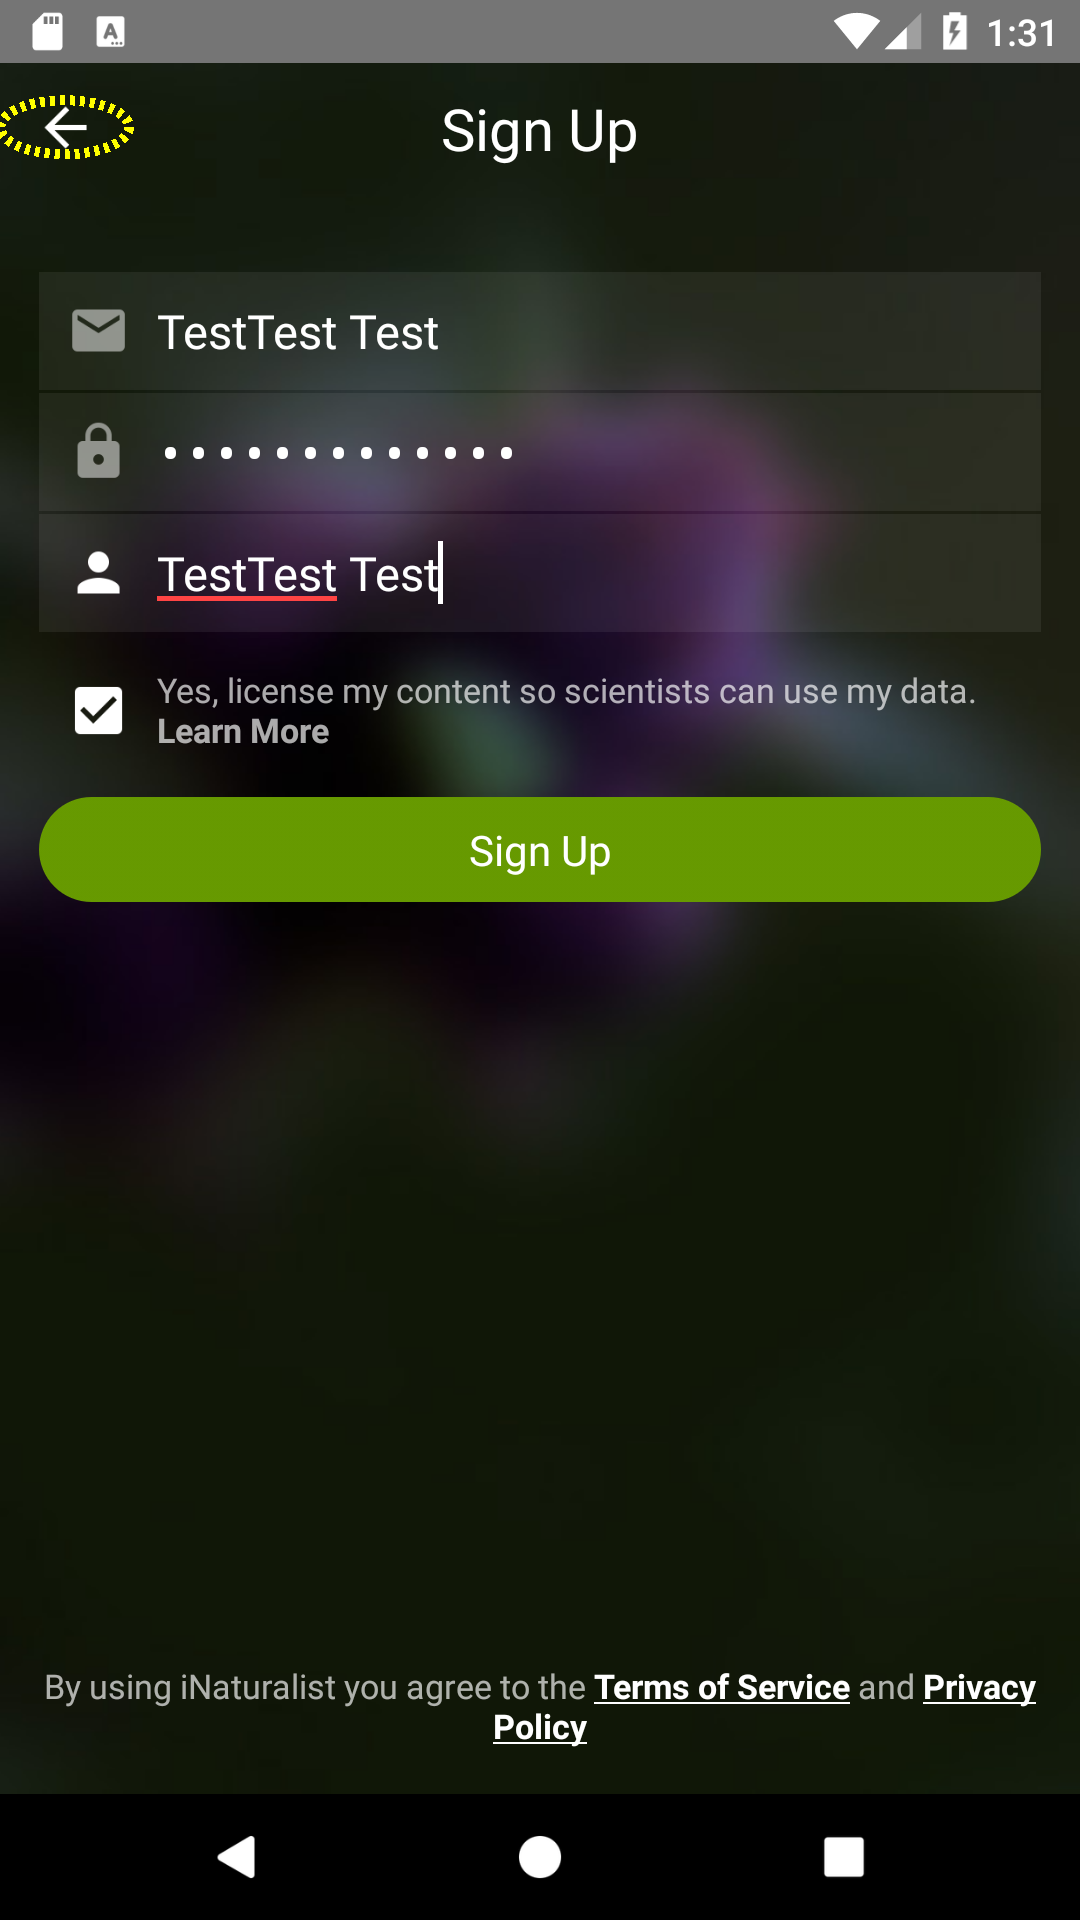 1:31
Sign Up
TestTest Test
•••••••••••••
TestTest Test
Yes, license my content so scientists can use my data.
Learn More
Sign Up
By using iNaturalist you agree to the Terms of Service and Privacy
Policy